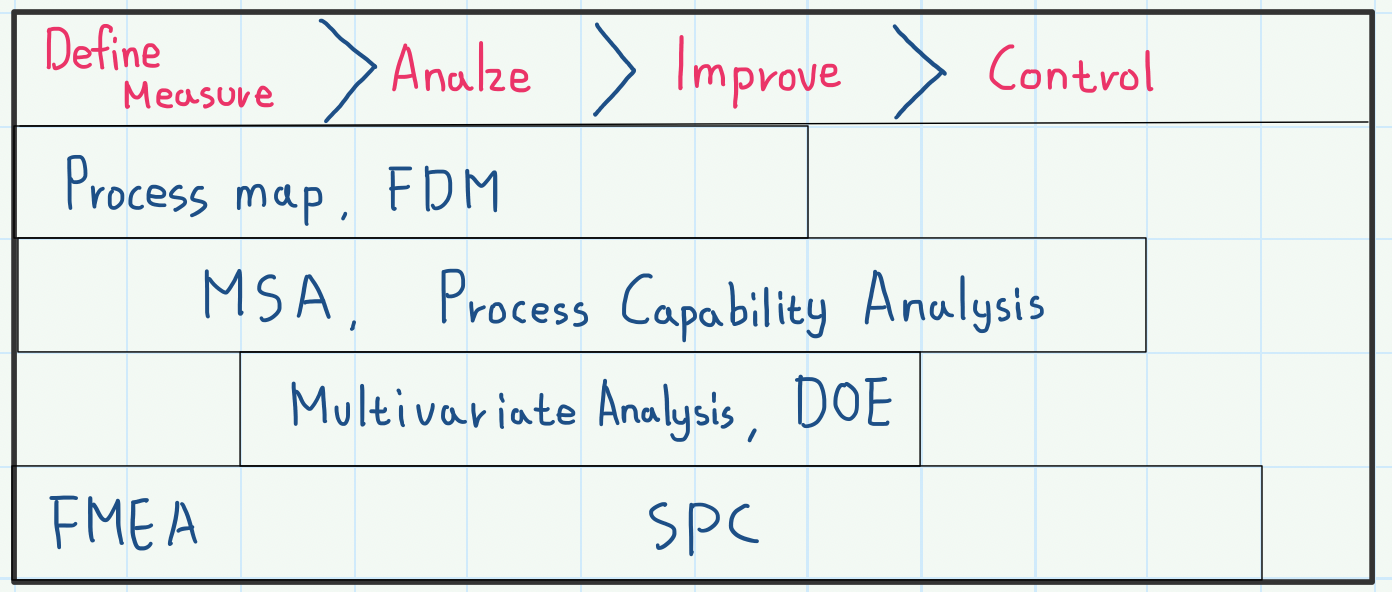 Define
Measure > Analze > Improve > Control
Process map, FDM
MSA, Process Capability Analysis
Multivariate Analysis, DOE
FMEA SPC